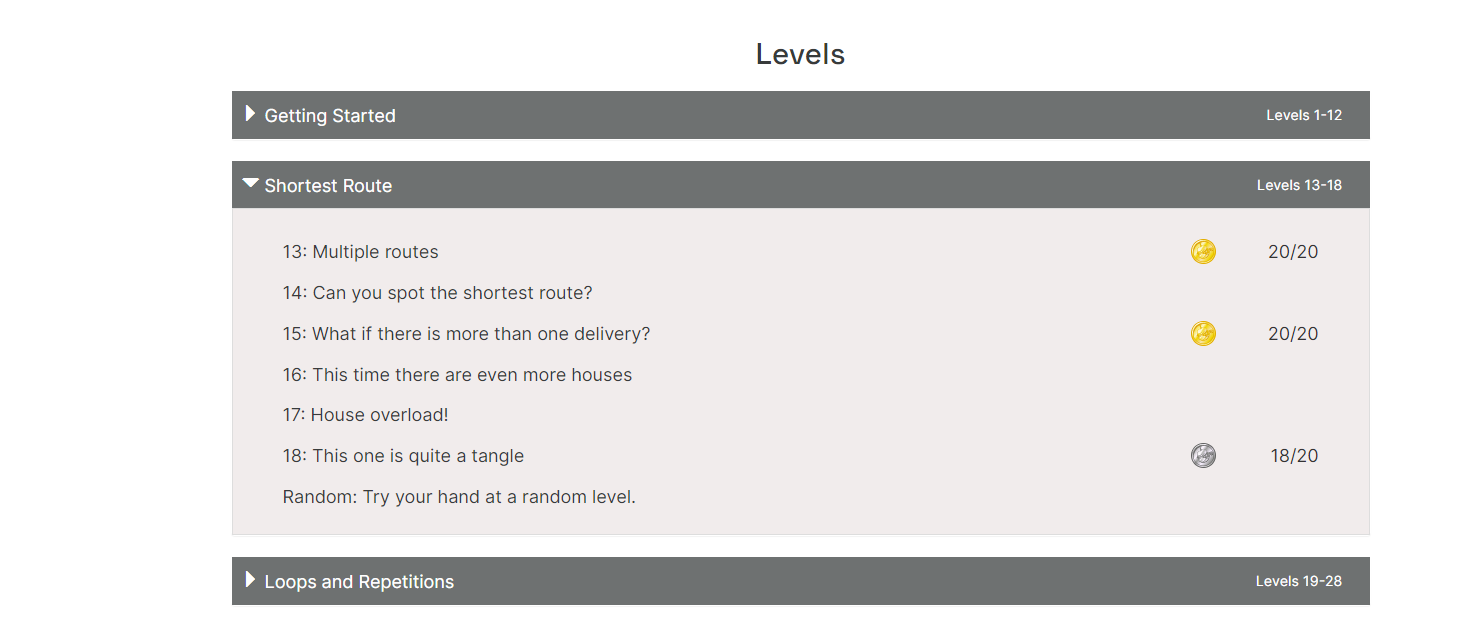 Levels
Getting Started Levels 1-12
Shortest Route Levels 13-18
13: Multiple routes 20/20
14: Can you spot the shortest route?
15: What if there is more than one delivery? 20/20
16: This time there are even more houses
17: House overload!
18: This one is quite a tangle 18/20
Random: Try your hand at a random level.
Loops and Repetitions Levels 19-28